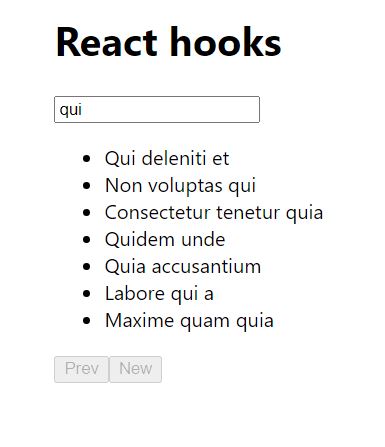 React hooks
qui
Qui deleniti et
Non voluptas qui
Consectetur tenetur quia
Quidem unde
Quia accusantium
Labore qui a
Maxime quam quia
Prev New